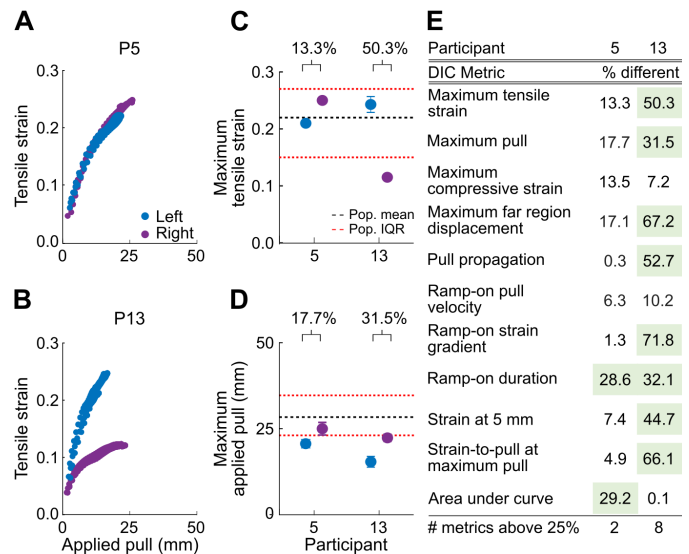 A
P5
Tensile strain
0.3
0.2
0.1
0.0
0
25
50
Left
Right
B
P13
Tensile strain
0.3
0.2
0.1
0.0
0
25
50
Applied pull (mm)
C
13.3% 50.3%
Maximum
tensile strain
0.3
0.2
0.1
0.0
Pop. mean
Pop. IQR
5 13
D
17.7% 31.5%
Maximum
applied pull (mm)
50
25
0
5 13
Participant
E
Participant 5 13
DIC Metric % different
Maximum tensile
strain 13.3 50.3
Maximum pull 17.7 31.5
Maximum
compressive strain 13.5 7.2
Maximum far region
displacement 17.1 67.2
Pull propagation 0.3 52.7
Ramp-on pull
velocity 6.3 10.2
Ramp-on strain
gradient 1.3 71.8
Ramp-on duration 28.6 32.1
Strain at 5 mm 7.4 44.7
Strain-to-pull at
maximum pull 4.9 66.1
Area under curve 29.2 0.1
# metrics above 25% 2 8